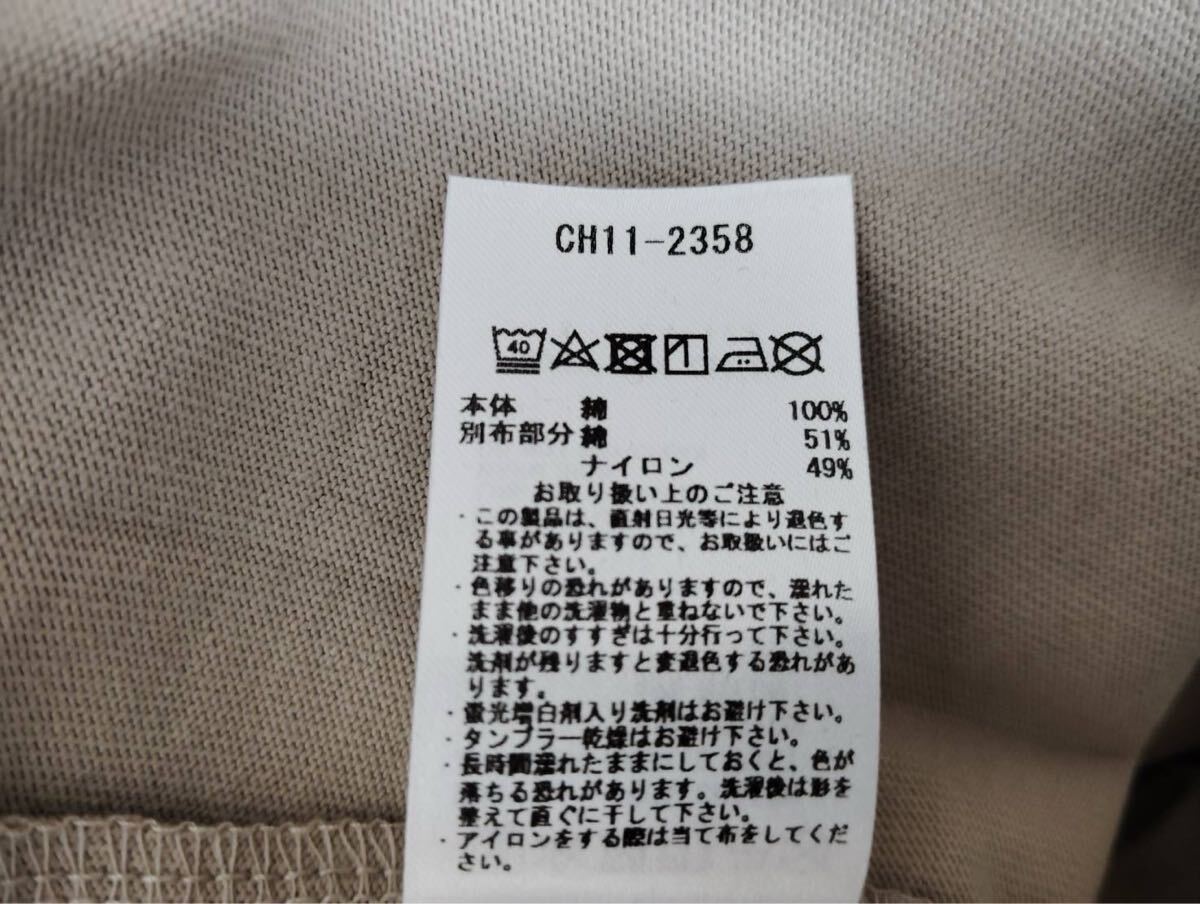 CH11-2358
40
本体 綿 100%
別布部分 綿 51%
ナイロン 49%
お取り扱い上のご注意
・この製品は、直射日光等により退色す
る事がありますので、お取扱いにはご
注意下さい。
・色移りの恐れがありますので、濡れた
まま他の洗濯物と重ねないで下さい。
・洗濯後のすすぎは十分行って下さい。
洗剤が残りますと変退色する恐れがあ
ります。
・蛍光増白剤入り洗剤はお避け下さい。
・タンブラー乾燥はお避け下さい。
・長時間濡れたままにしておくと、色が
落ちる恐れがあります。洗濯後は形を
整えて直ぐに干して下さい。
・アイロンをする際は当て布をしてくだ
さい。